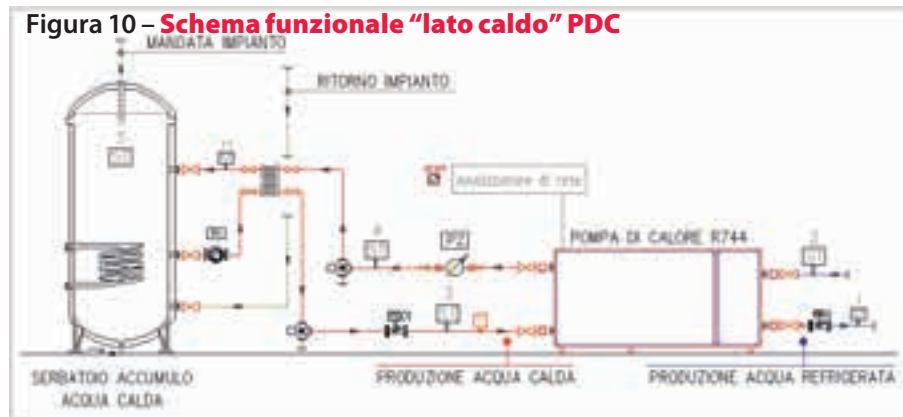 Figura 10 – Schema funzionale “lato caldo” PDC
MANDATA IMPIANTO
RITORNO IMPIANTO
analizzatore di rete
POMPA DI CALORE R744
SERBATOIO ACCUMULO
ACQUA CALDA
PRODUZIONE ACQUA CALDA
PRODUZIONE ACQUA REFRIGERATA